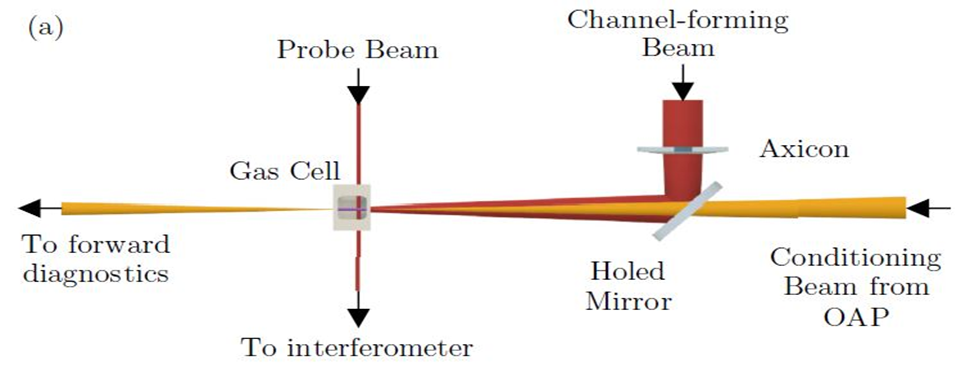 (a)
Channel-forming
Beam
Probe Beam
Axicon
Gas Cell
To forward
diagnostics
Holed
Mirror
Conditioning
Beam from
OAP
To interferometer